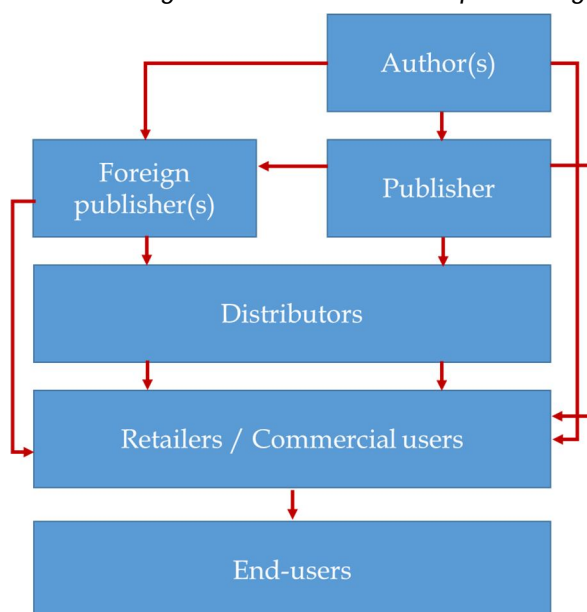 Author(s)
Foreign
publisher(s)
Publisher
Distributors
Retailers / Commercial users
End-users